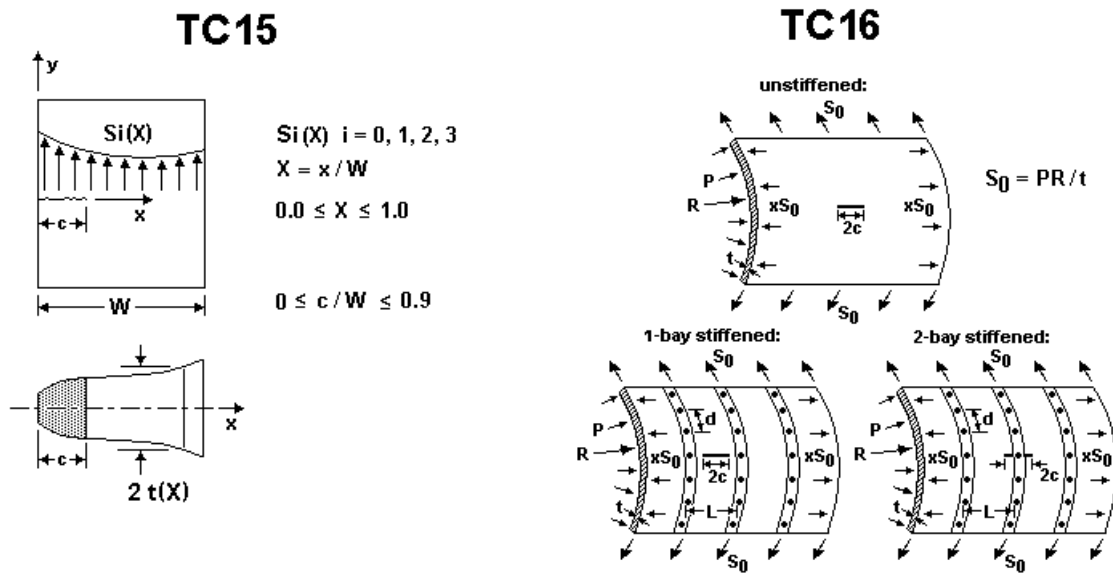 TC15
y
Si(X)
x
c
W
Si(X) i = 0, 1, 2, 3
X = x / W
0.0 ≤ X ≤ 1.0
0 ≤ c / W ≤ 0.9
x
c
2 t(X)
TC16
unstiffened:
S0
P
R
xS0
xS0
2c
t
S0
S0 = PR / t
1-bay stiffened:
S0
d
P
R
xS0
xS0
2c
t
L
S0
2-bay stiffened:
S0
d
P
R
xS0
xS0
2c
t
L
S0